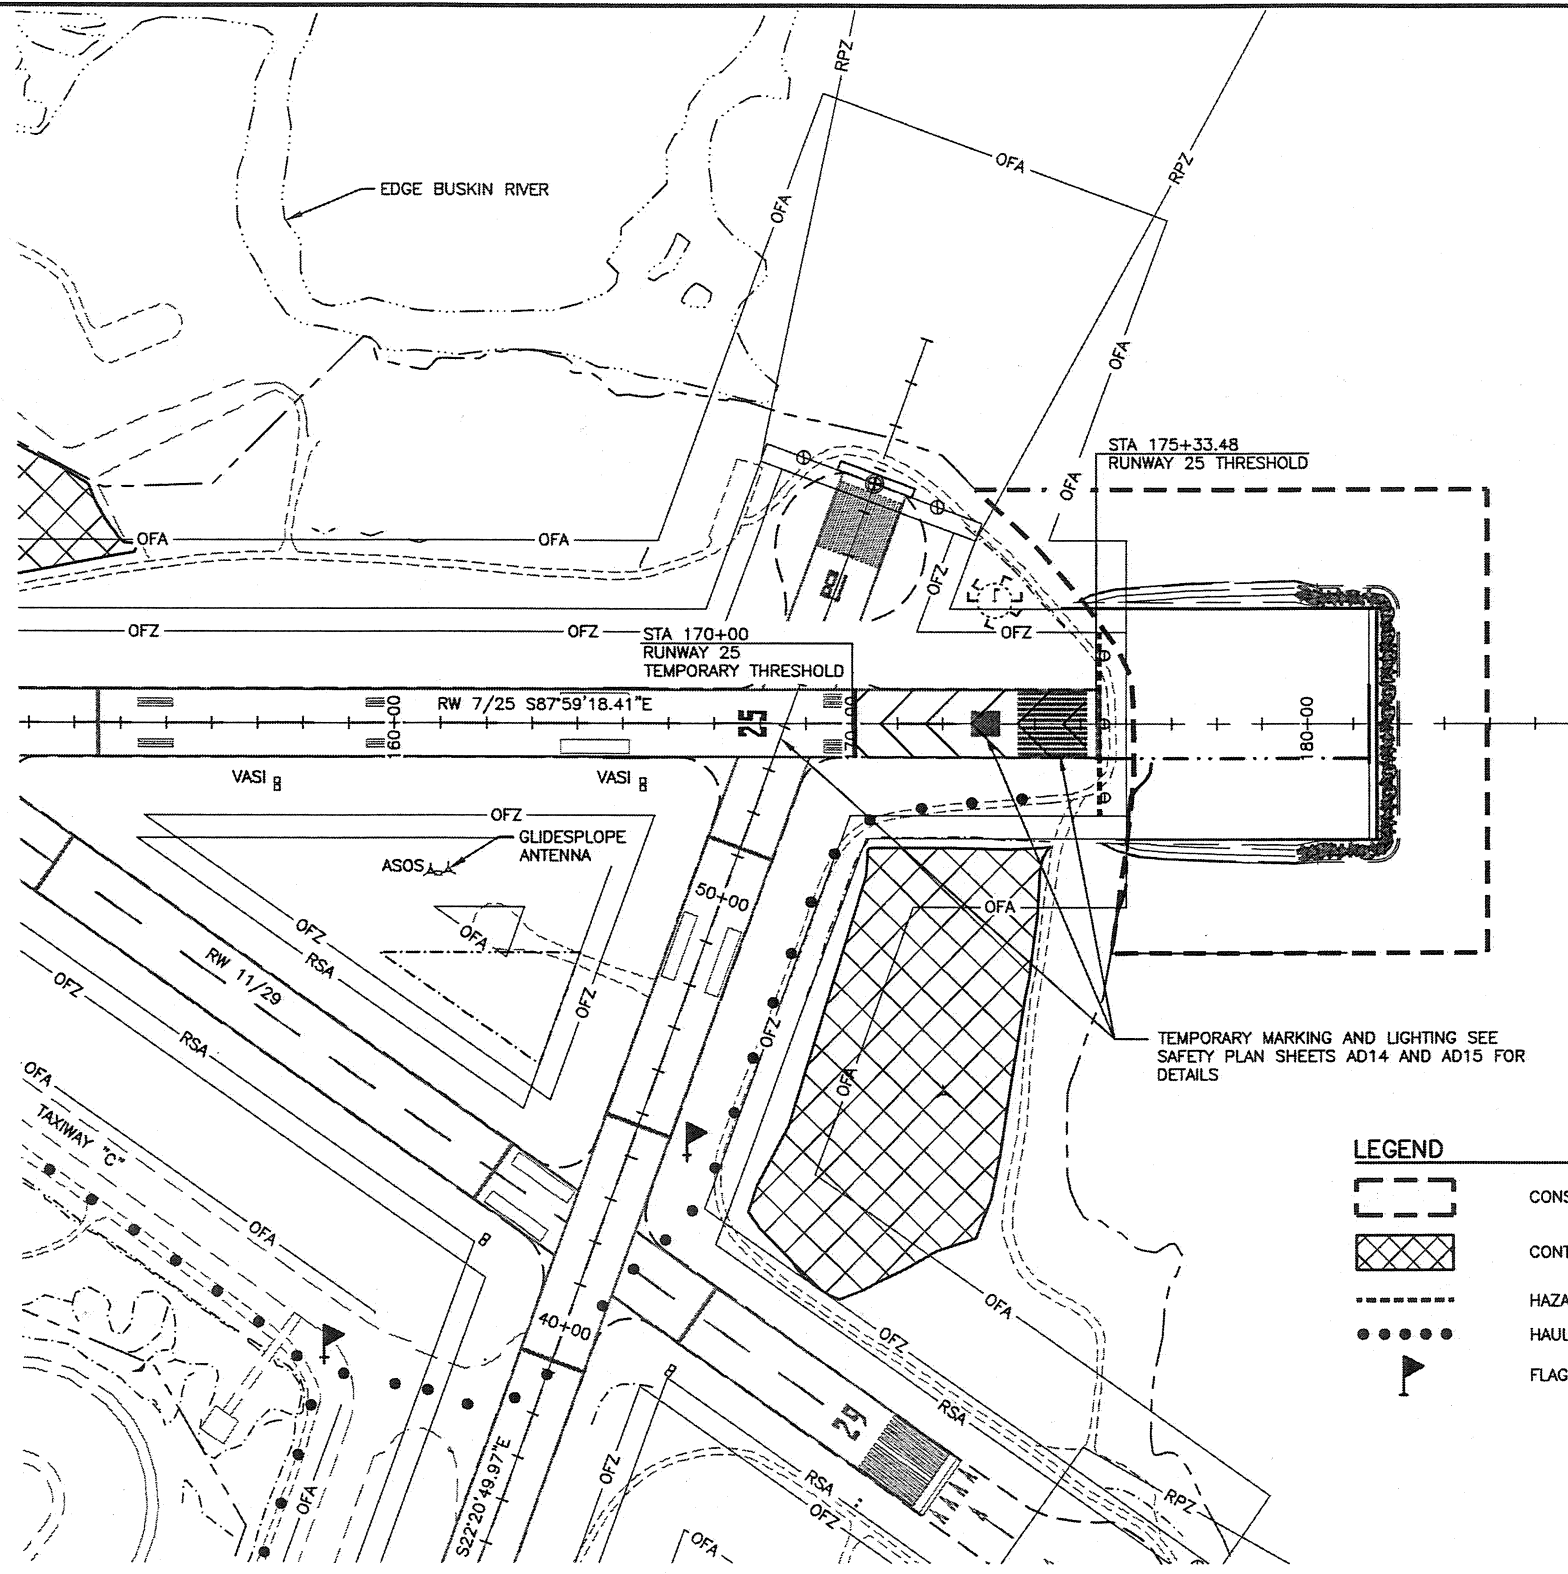 RPZ
OFA
RPZ
EDGE BUSKIN RIVER
OFA
OFA
STA 175+33.48
RUNWAY 25 THRESHOLD
OFA
OFA
OFA
OFZ
OFZ
OFZ
OFZ
STA 170+00
RUNWAY 25
TEMPORARY THRESHOLD
RW 7/25 S87°59'18.41"E
160+00
25
170+00
180+00
VASI
VASI
OFZ
GLIDESPLOPE
ANTENNA
ASOS
50+00
OFA
OFA
OFZ
RSA
RW 11/29
OFZ
OFZ
OFZ
RSA
OFA
TEMPORARY MARKING AND LIGHTING SEE
SAFETY PLAN SHEETS AD14 AND AD15 FOR
DETAILS
OFA
TAXIWAY "C"
OFA
LEGEND
CONS
CONT
HAZA
HAUL
FLAG
OFA
OFZ
40+00
RSA
29
S22°20'49.97"E
OFZ
RSA
OFZ
OFA
RPZ
OFA